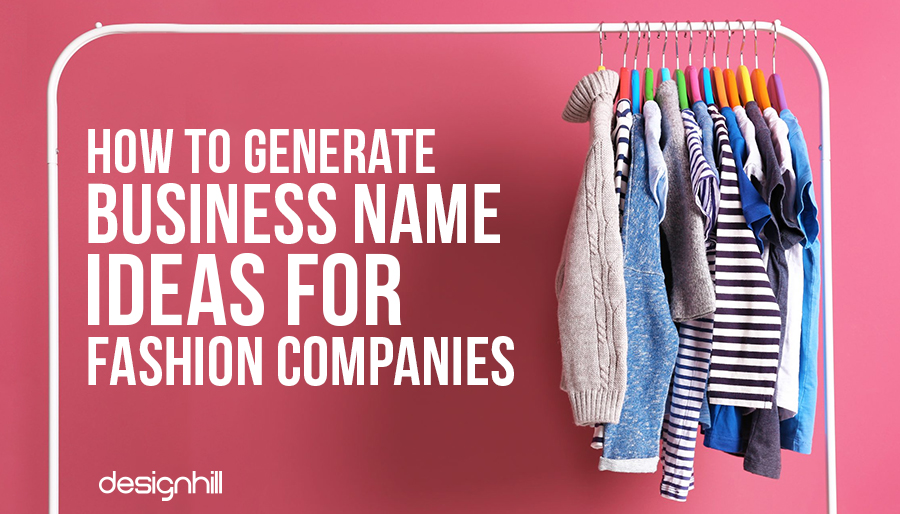 HOW TO GENERATE
BUSINESS NAME
IDEAS FOR
FASHION COMPANIES
designhill